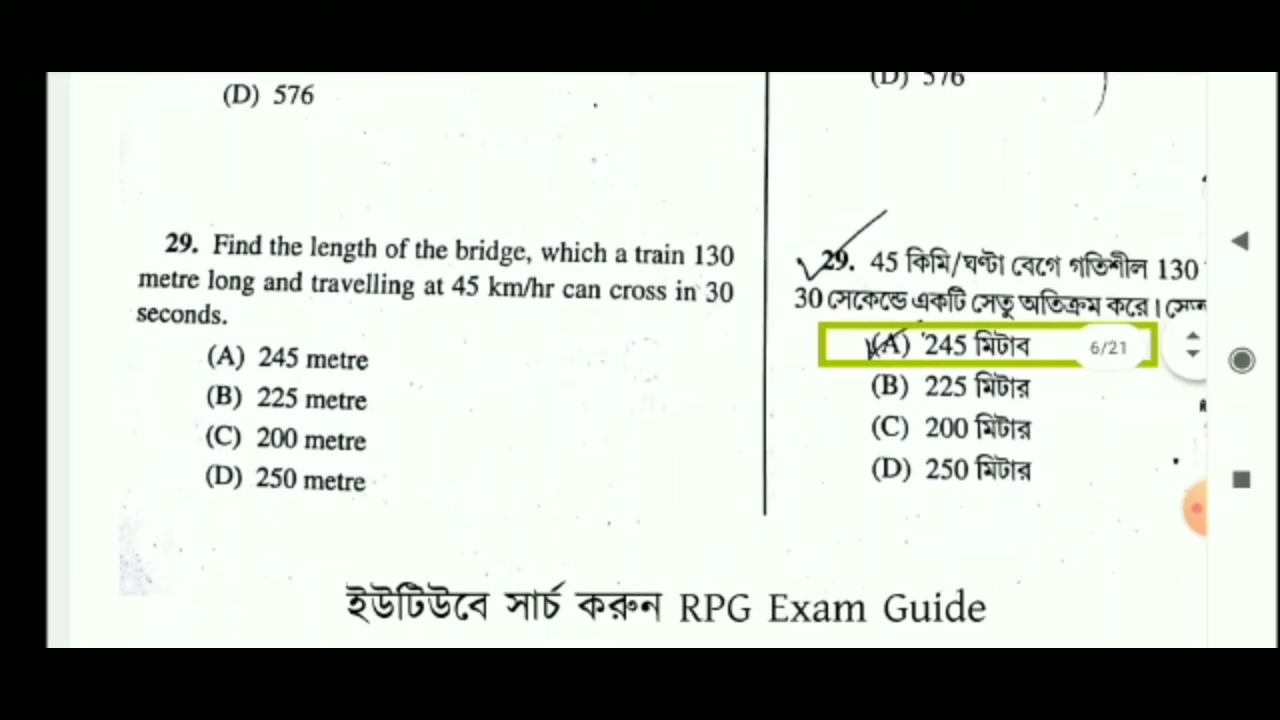 (D) 576
29. Find the length of the bridge, which a train 130
metre long and travelling at 45 km/hr can cross in 30
seconds.
(A) 245 metre
(B) 225 metre
(C) 200 metre
(D) 250 metre
(D) 576
29. 45 কিমি/ঘণ্টা বেগে গতিশীল 130
30 সেকেন্ডে একটি সেতু অতিক্রম করে।
(A) 245 মিটার
6/21
(B) 225 মিটার
(C) 200 মিটার
(D) 250 মিটার
ইউটিউবে সার্চ করুন RPG Exam Guide